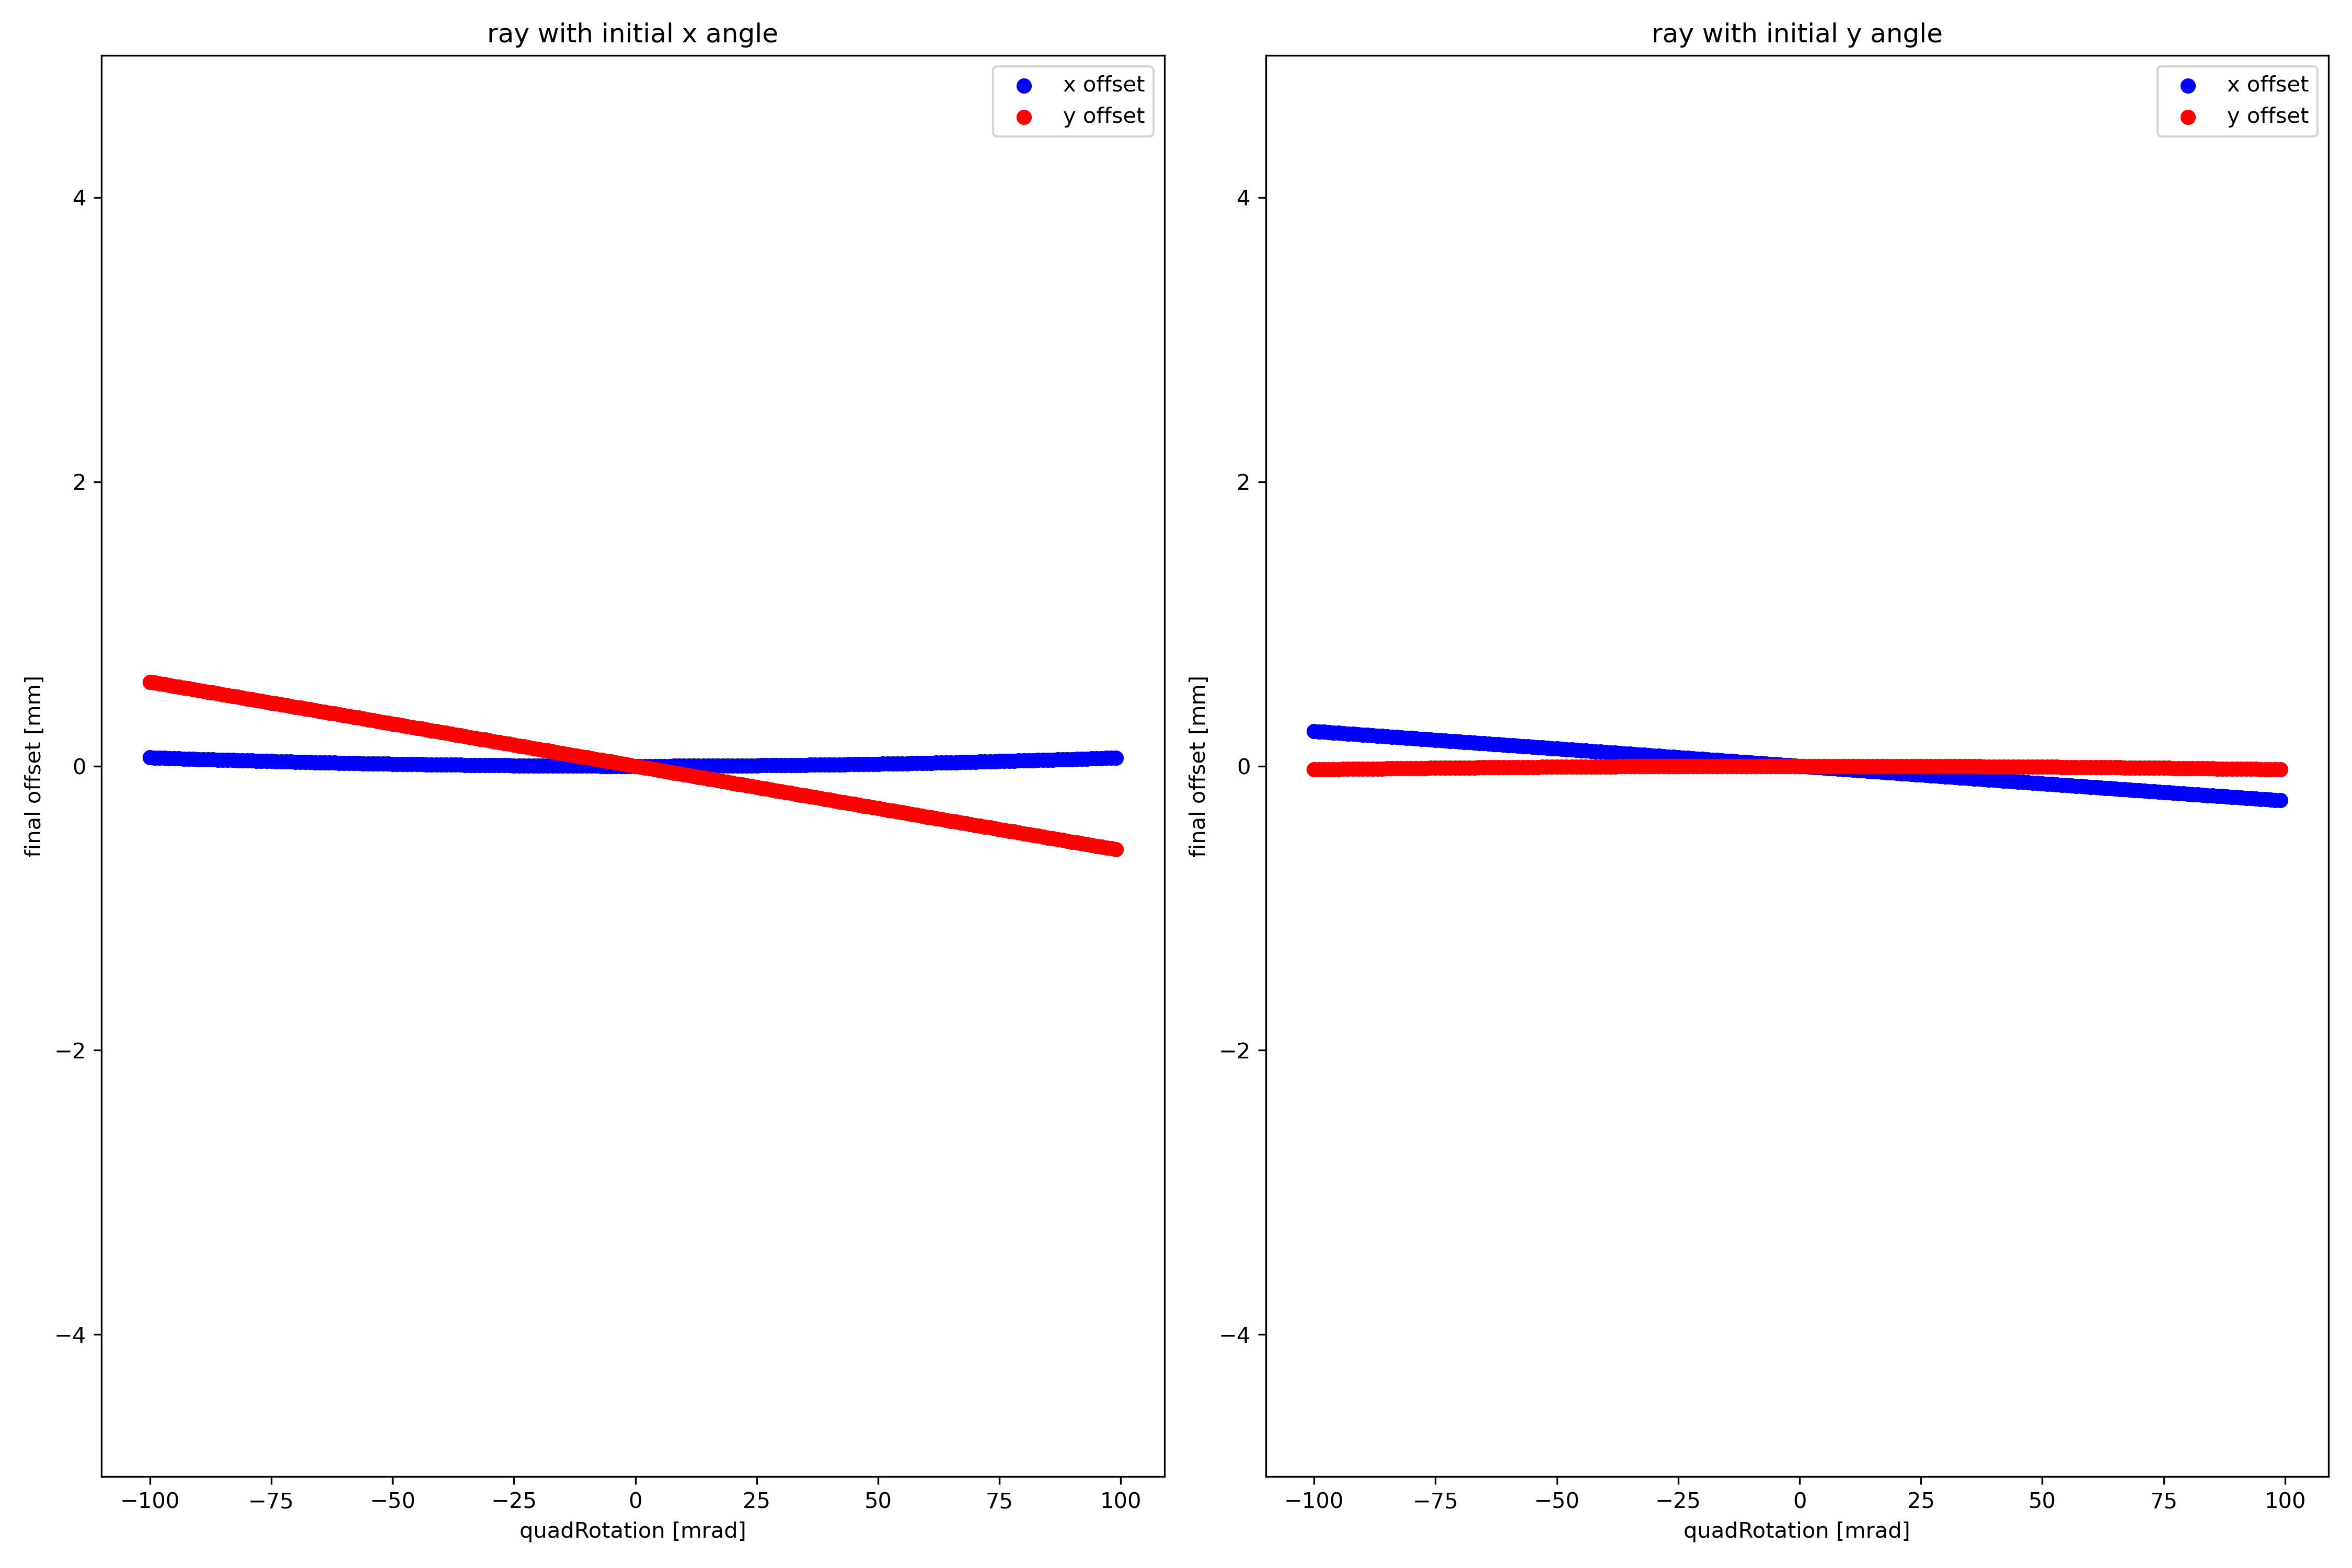 ray with initial x angle
x offset
y offset
4
2
0
−2
−4
final offset [mm]
−100 −75 −50 −25 0 25 50 75 100
quadRotation [mrad]
ray with initial y angle
x offset
y offset
4
2
0
−2
−4
final offset [mm]
−100 −75 −50 −25 0 25 50 75 100
quadRotation [mrad]